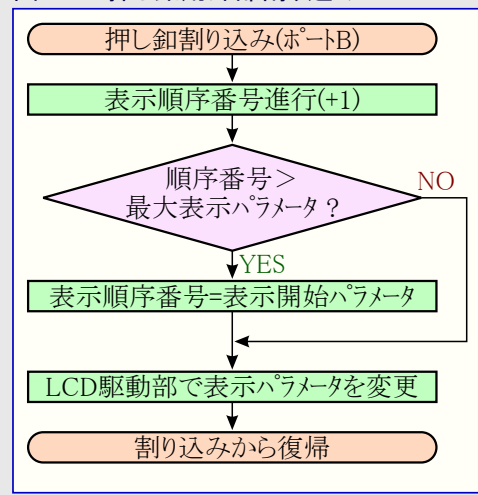 押し釦割り込み(ポートB)
表示順序番号進行(+1)
順序番号＞
最大表示パラメータ？
NO
YES
表示順序番号=表示開始パラメータ
LCD駆動部で表示パラメータを変更
割り込みから復帰